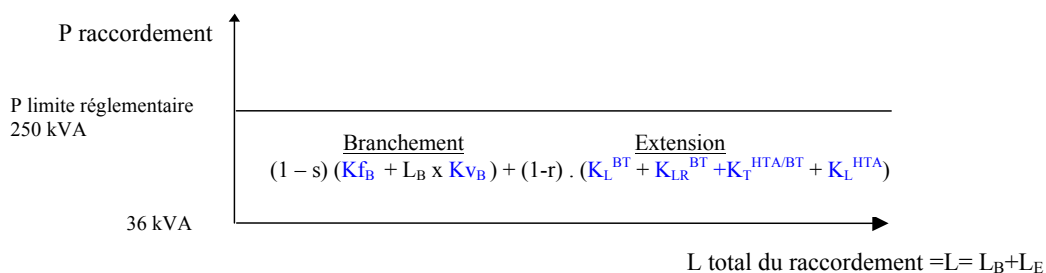 P raccordement
P limite réglementaire
250 kVA
Branchement Extension
(1 – s) (Kf_B + L_B x Kv_B) + (1-r) . (K_L^BT + K_LR^BT +K_T^HTA/BT + K_L^HTA)
36 kVA
L total du raccordement =L= L_B+L_E